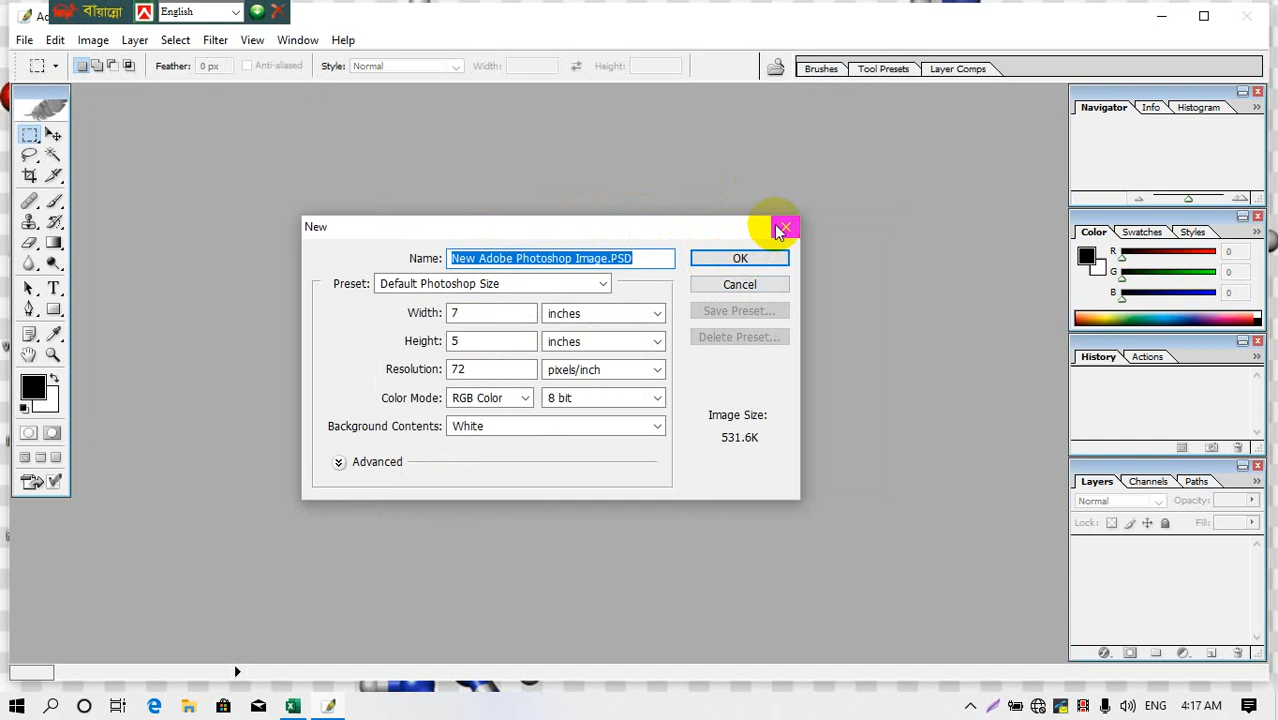 Ad
বায়ান্নো
English
File Edit Image Layer Select Filter View Window Help
Feather: 0 px Anti-aliased Style: Normal Width: Height: Brushes Tool Presets Layer Comps
Navigator Info Histogram
New
Name: New Adobe Photoshop Image.PSD OK
Preset: Default Photoshop Size Cancel
Width: 7 inches Save Preset...
Height: 5 inches Delete Preset...
Resolution: 72 pixels/inch
Color Mode: RGB Color 8 bit
Background Contents: White
Advanced
Image Size:
531.6K
Color Swatches Styles
R 0
G 0
B 0
History Actions
Layers Channels Paths
Normal Opacity:
Lock: Fill:
ENG 4:17 AM